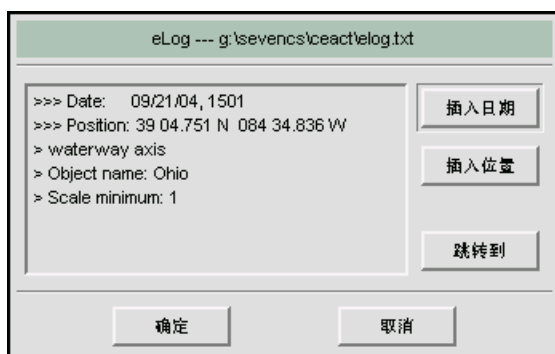 eLog --- g:\sevencs\ceact\elog.txt
>>> Date: 09/21/04, 1501
>>> Position: 39 04.751 N 084 34.836 W
> waterway axis
> Object name: Ohio
> Scale minimum: 1
插入日期
插入位置
跳转到
确定
取消